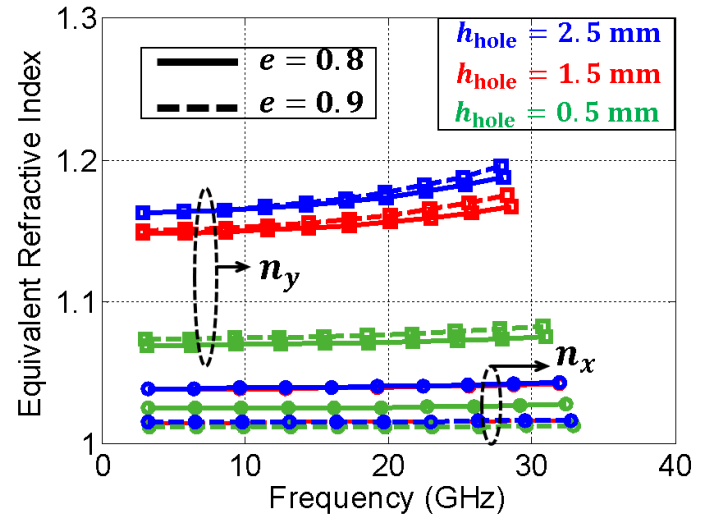 1.3
1.2
1.1
1
0
10
20
30
40
Equivalent Refractive Index
Frequency (GHz)
e = 0.8
e = 0.9
h_hole = 2.5 mm
h_hole = 1.5 mm
h_hole = 0.5 mm
n_y
n_x